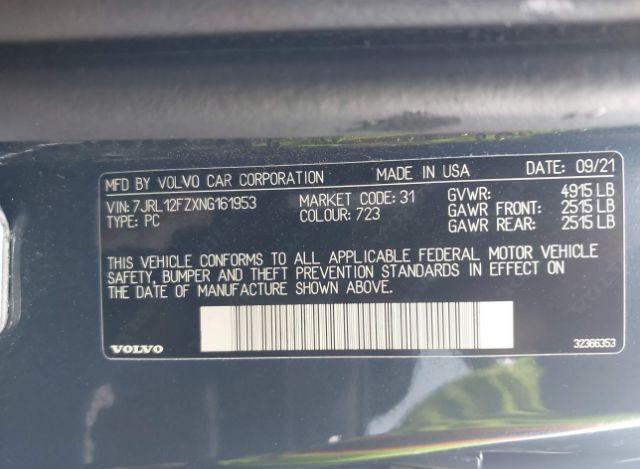 MFD BY VOLVO CAR CORPORATION MADE IN USA DATE: 09/21
VIN: 7JRL12FZXNG161953 MARKET CODE: 31 GVWR: 4915 LB
TYPE: PC COLOUR: 723 GAWR FRONT: 2515 LB
GAWR REAR: 2515 LB
THIS VEHICLE CONFORMS TO ALL APPLICABLE FEDERAL MOTOR VEHICLE
SAFETY, BUMPER AND THEFT PREVENTION STANDARDS IN EFFECT ON
THE DATE OF MANUFACTURE SHOWN ABOVE.
VOLVO 32366353